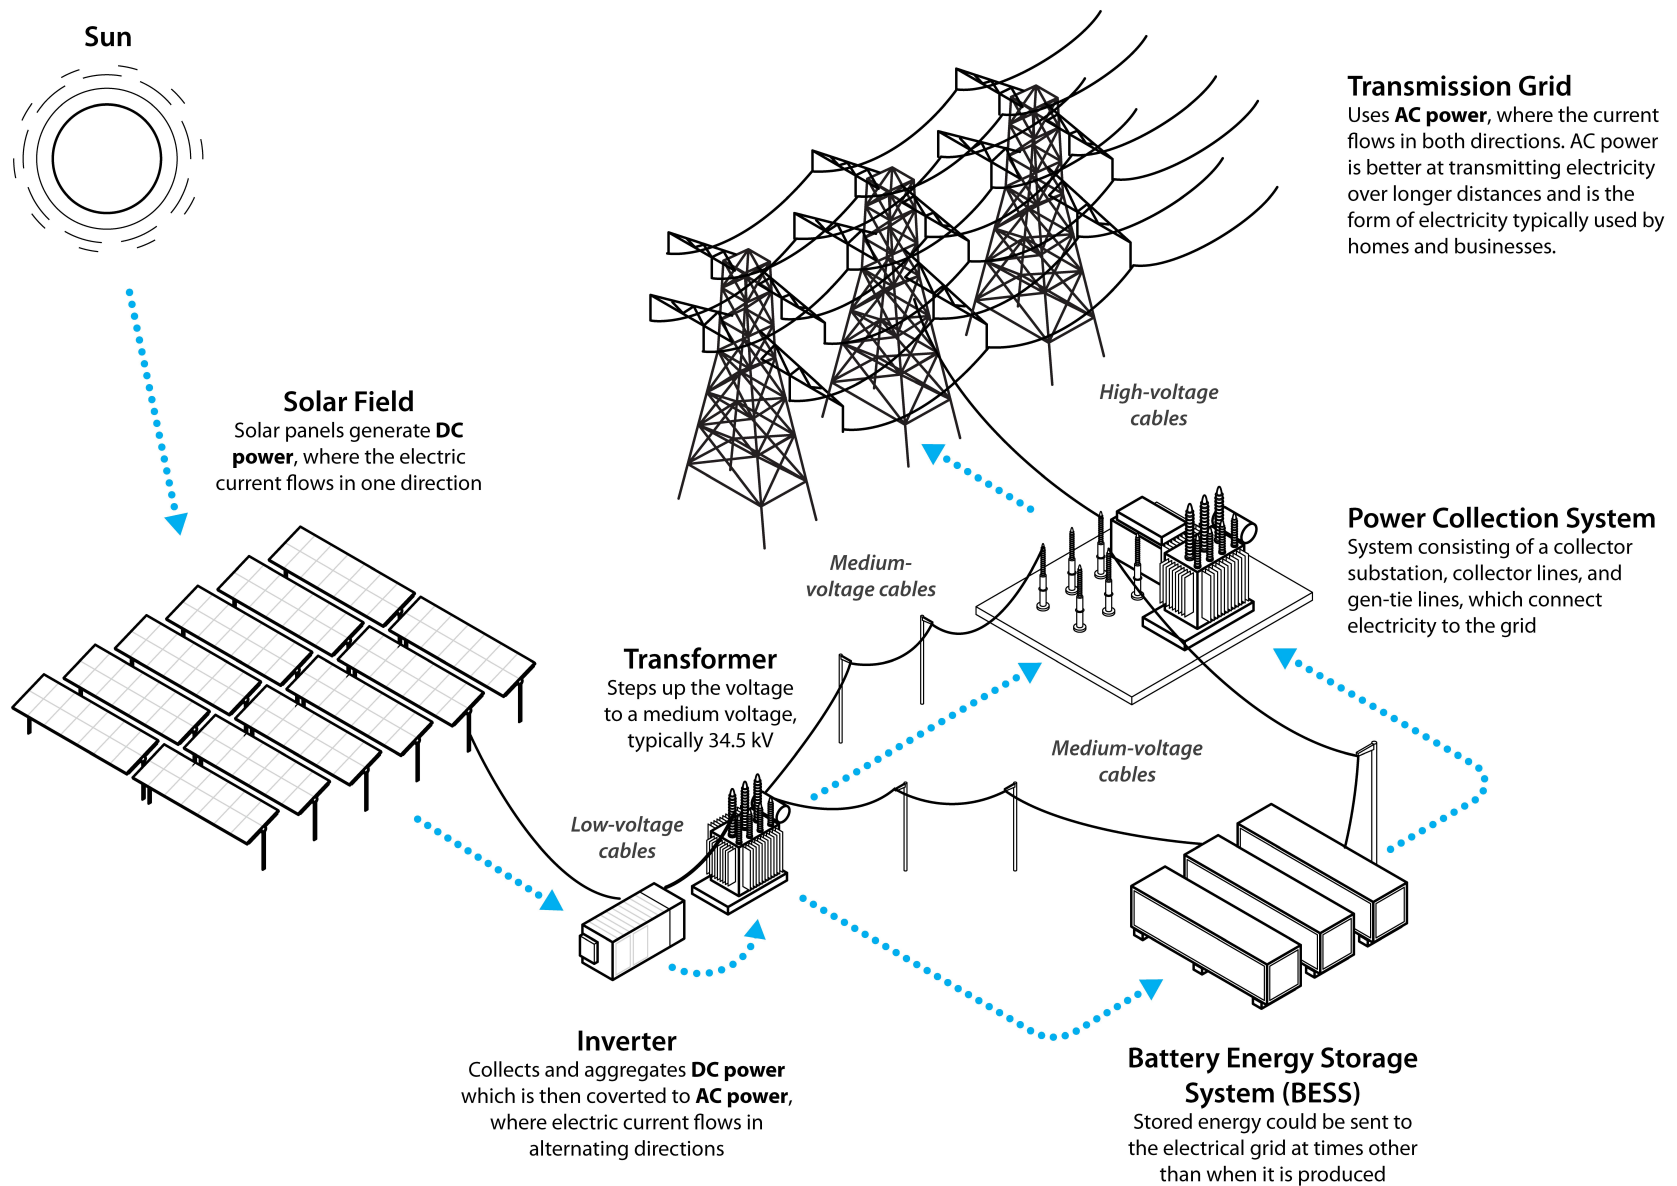 Sun
Transmission Grid
Uses AC power, where the current
flows in both directions. AC power
is better at transmitting electricity
over longer distances and is the
form of electricity typically used by
homes and businesses.
Solar Field
Solar panels generate DC
power, where the electric
current flows in one direction
High-voltage
cables
Power Collection System
System consisting of a collector
substation, collector lines, and
gen-tie lines, which connect
electricity to the grid
Medium-
voltage cables
Transformer
Steps up the voltage
to a medium voltage,
typically 34.5 kV
Medium-voltage
cables
Low-voltage
cables
Inverter
Collects and aggregates DC power
which is then coverted to AC power,
where electric current flows in
alternating directions
Battery Energy Storage
System (BESS)
Stored energy could be sent to
the electrical grid at times other
than when it is produced